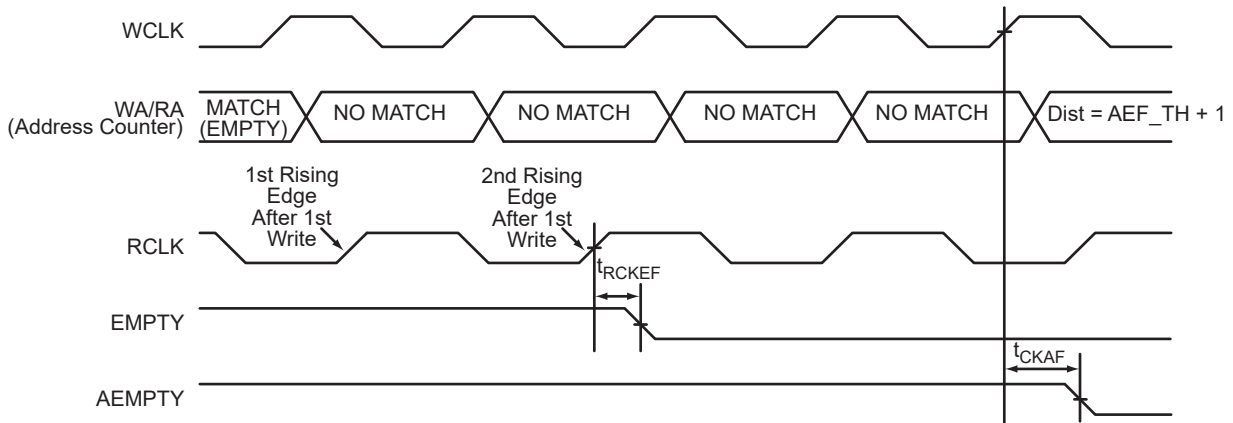 WCLK
WA/RA
(Address Counter)
MATCH
(EMPTY)
NO MATCH
NO MATCH
NO MATCH
NO MATCH
Dist = AEF_TH + 1
1st Rising
Edge
After 1st
Write
2nd Rising
Edge
After 1st
Write
RCLK
tRCKEF
EMPTY
tCKAF
AEMPTY